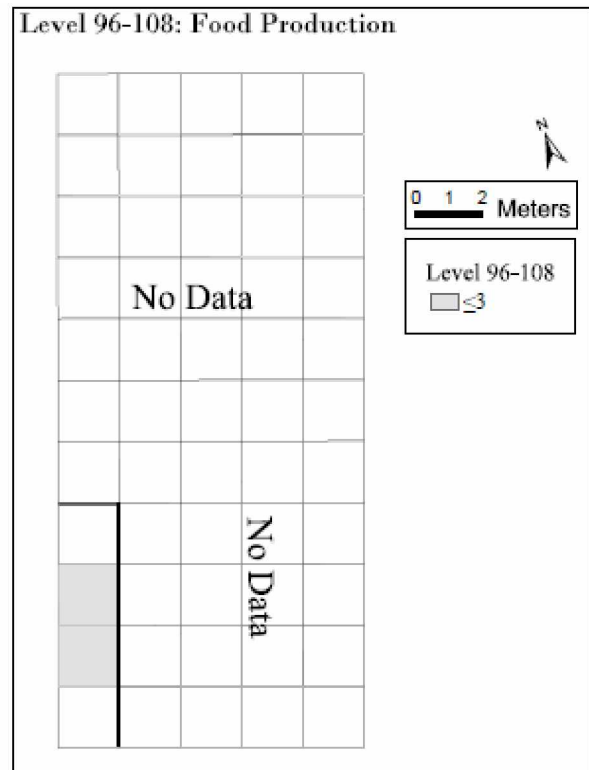 Level 96-108: Food Production
N
0 1 2 Meters
Level 96-108
≤3
No Data
No Data